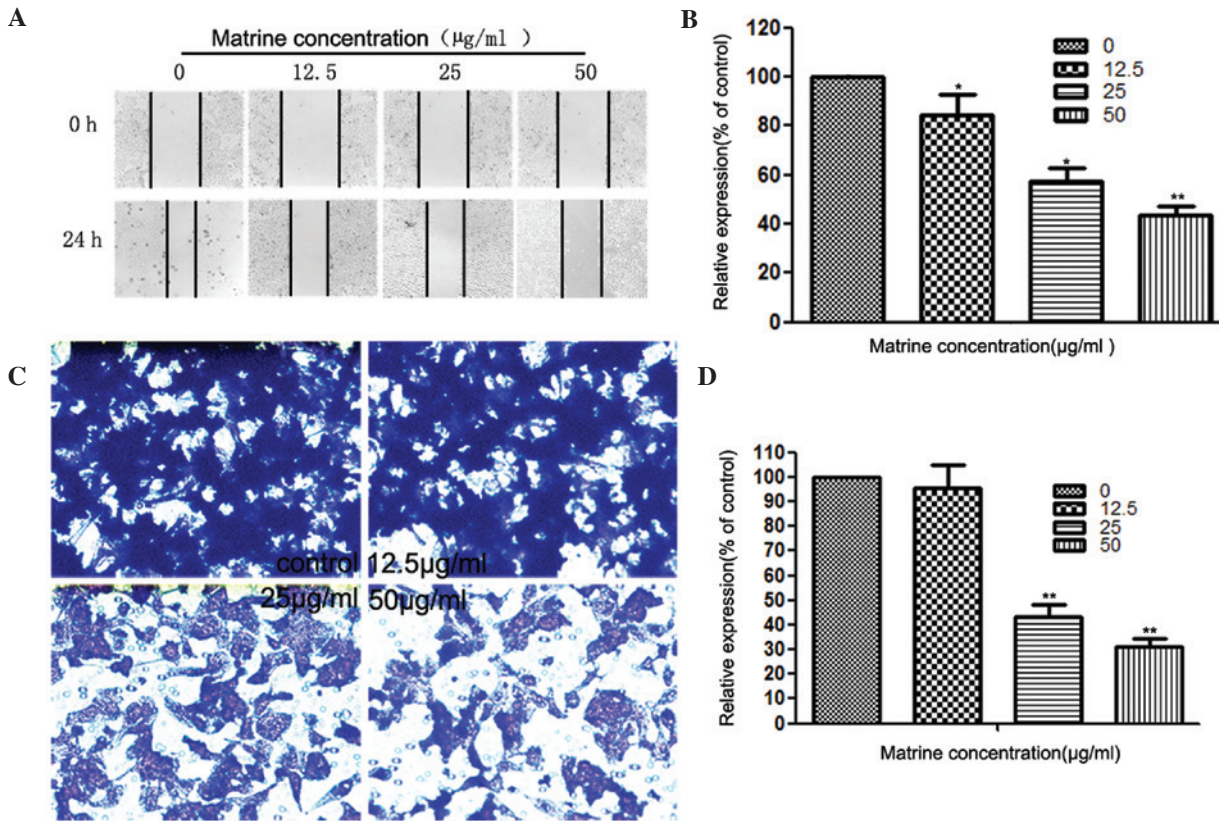 A
Matrine concentration（μg/ml ）
0 12.5 25 50
0 h
24 h
B
Relative expression(% of control)
120
100
80
60
40
20
0
*
*
**
0
12.5
25
50
Matrine concentration(μg/ml )
C
control 12.5μg/ml
25μg/ml 50μg/ml
D
Relative expression(% of control)
110
100
90
80
70
60
50
40
30
20
10
0
**
**
0
12.5
25
50
Matrine concentration(μg/ml)